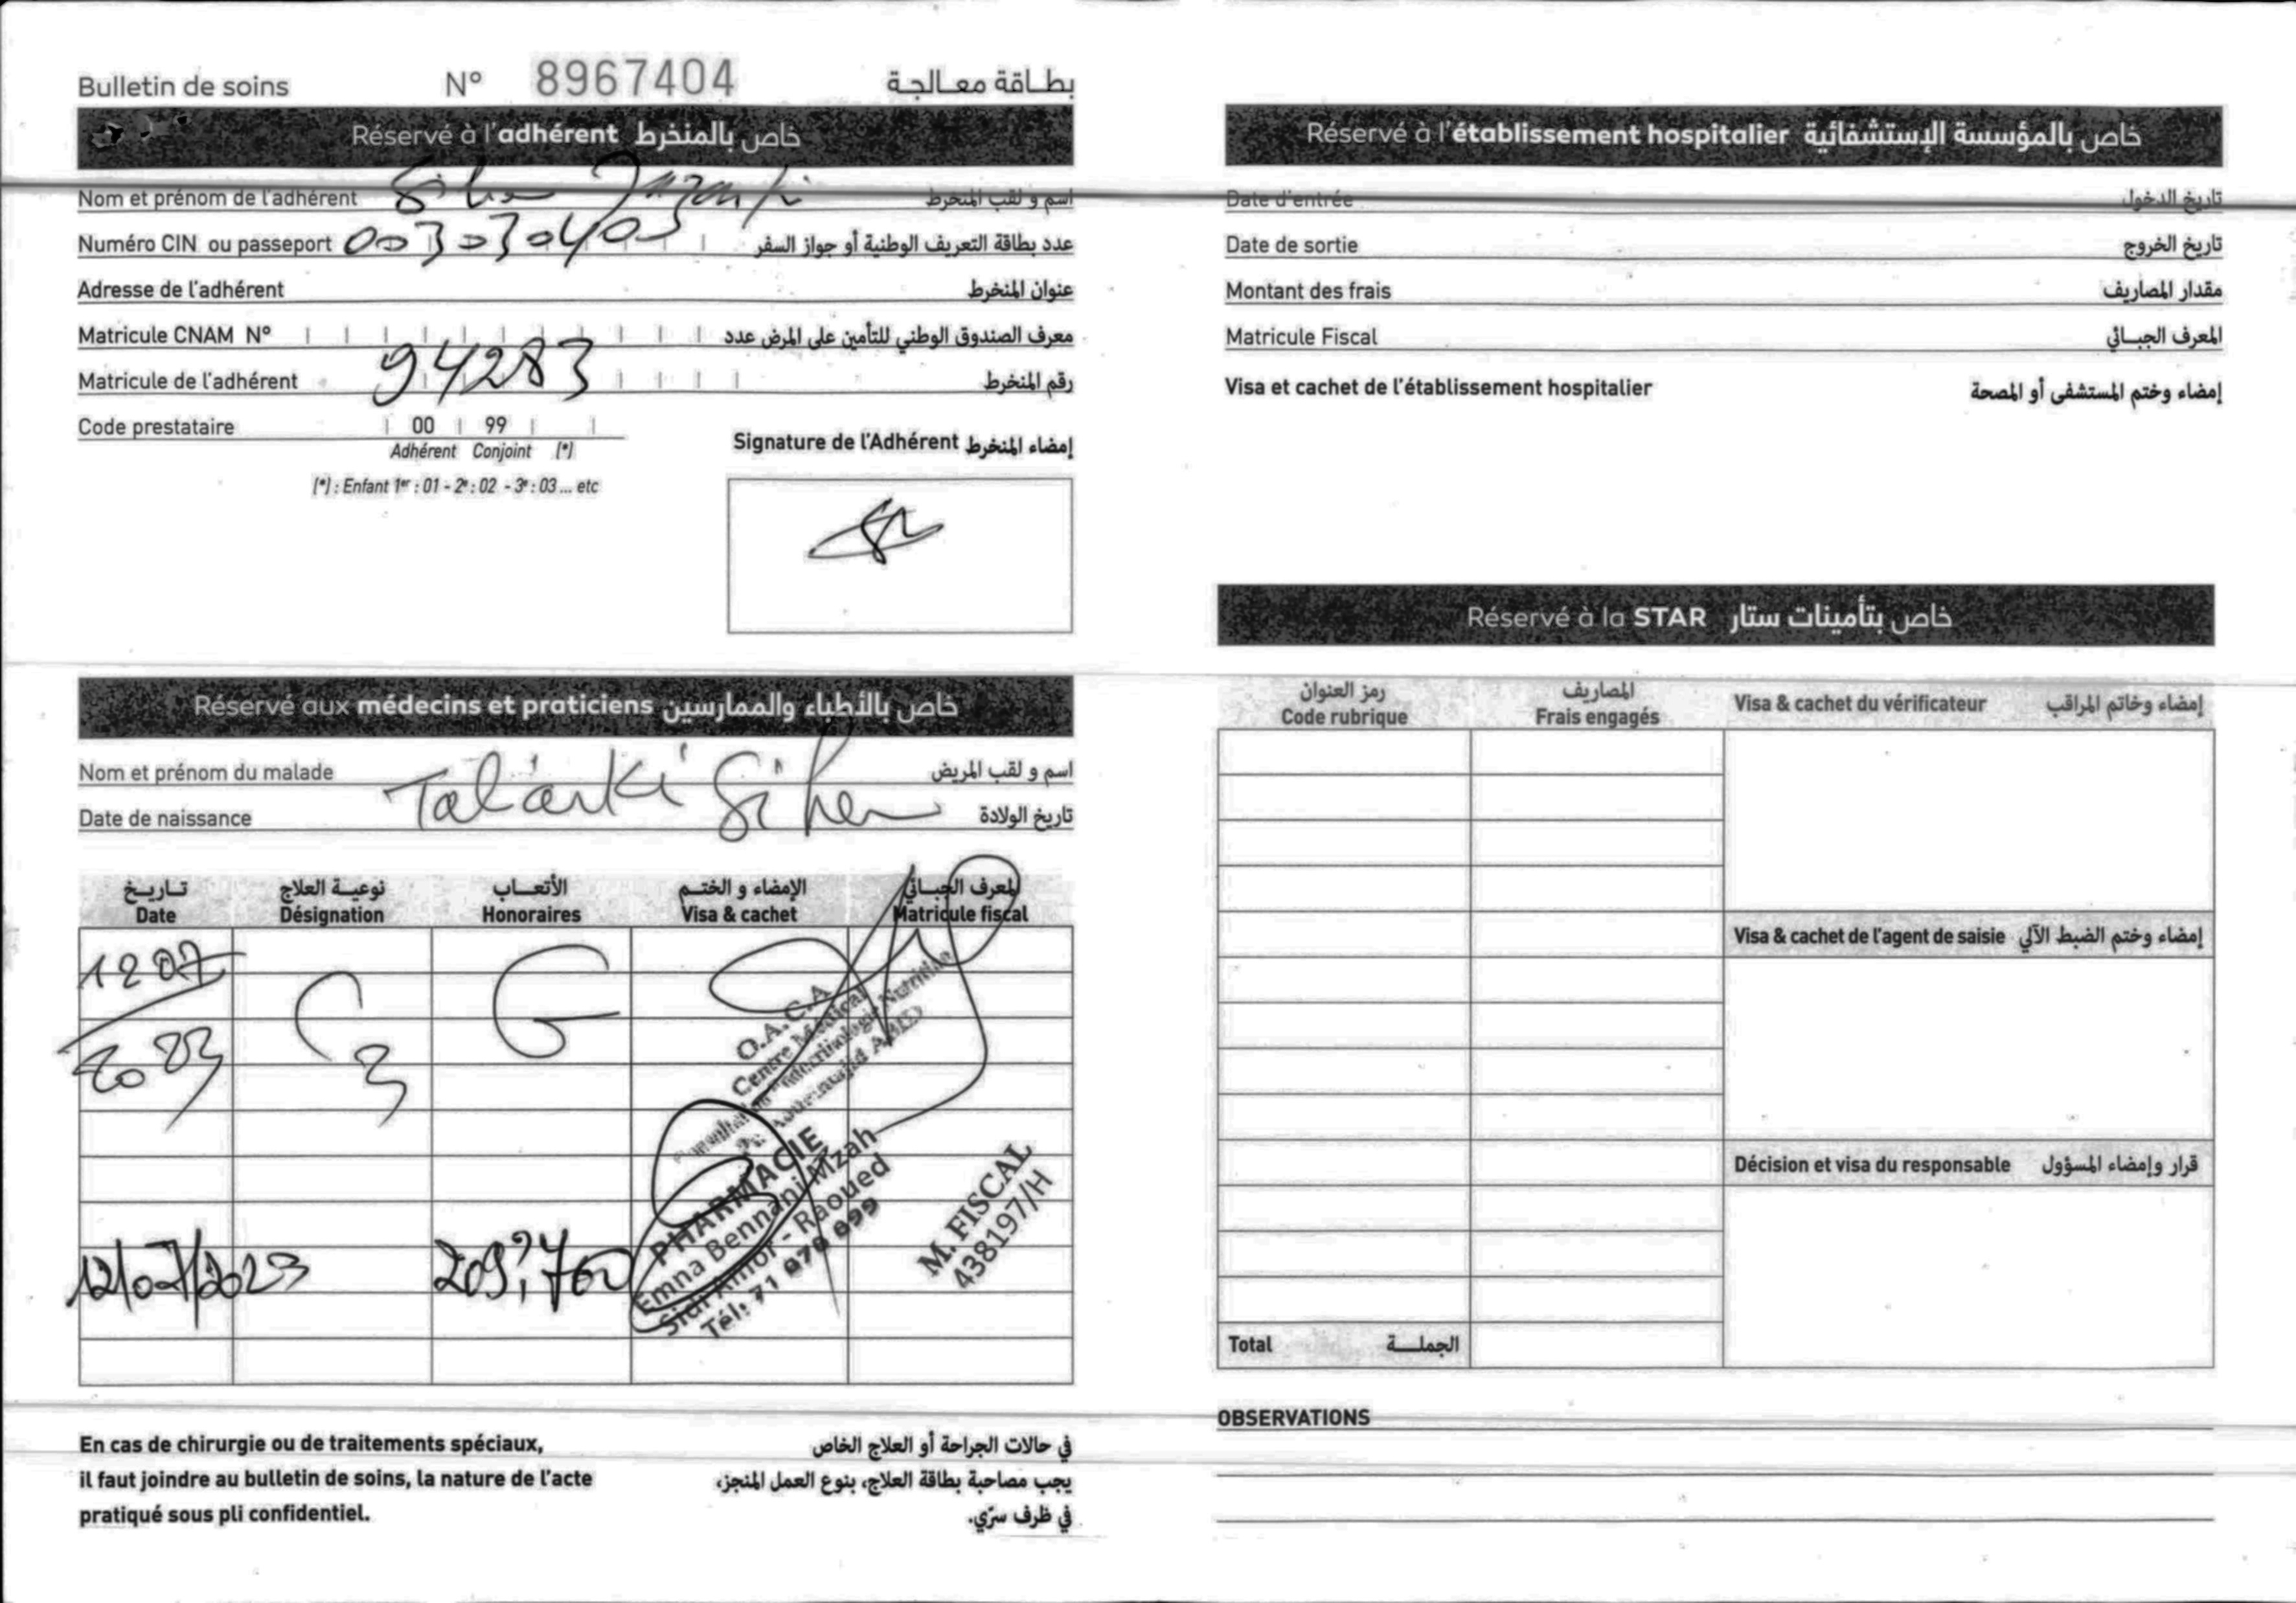 Bulletin de soins N° 8967404 بطاقة معالجة
Réservé à l'adhérent خاص بالمنخرط
Nom et prénom de l'adhérent Sihem اسم و لقب المنخرط
Numéro CIN ou passeport عدد بطاقة التعريف الوطنية أو جواز السفر
Adresse de l'adhérent عنوان المنخرط
Matricule CNAM N° معرف الصندوق الوطني للتأمين على المرض عدد
Matricule de l'adhérent 94283 رقم المنخرط
Code prestataire 00 99
Adhérent Conjoint (*)
(*) : Enfant 1er : 01 - 2e : 02 - 3e : 03 ... etc
Signature de l'Adhérent إمضاء المنخرط
Réservé aux médecins et praticiens خاص بالأطباء والممارسين
Nom et prénom du malade Sihem اسم و لقب المريض
Date de naissance تاريخ الولادة
تاريخ نوعية العلاج الأتعاب الإمضاء و الختم المعرف الجبائي
Date Désignation Honoraires Visa & cachet Matricule fiscal
12 07 C G
2023 3
O.A.C.A
Centre Médical
PHARMACIE
Emna Bennani Mzah
Sidi Amor - Raoued
Tél: 71 870 899
M. FISCAL
438197/H
12/07/2023 209,760
En cas de chirurgie ou de traitements spéciaux,
il faut joindre au bulletin de soins, la nature de l'acte
pratiqué sous pli confidentiel.
في حالات الجراحة أو العلاج الخاص
يجب مصاحبة بطاقة العلاج، بنوع العمل المنجز،
في ظرف سرّي.
Réservé à l'établissement hospitalier خاص بالمؤسسة الإستشفائية
Date d'entrée تاريخ الدخول
Date de sortie تاريخ الخروج
Montant des frais مقدار المصاريف
Matricule Fiscal المعرف الجبائي
Visa et cachet de l'établissement hospitalier إمضاء وختم المستشفى أو المصحة
Réservé à la STAR خاص بتأمينات ستار
رمز العنوان المصاريف
Code rubrique Frais engagés
Visa & cachet du vérificateur إمضاء وخاتم المراقب
Visa & cachet de l'agent de saisie إمضاء وختم الضبط الآلي
Décision et visa du responsable قرار وإمضاء المسؤول
Total الجملة
OBSERVATIONS